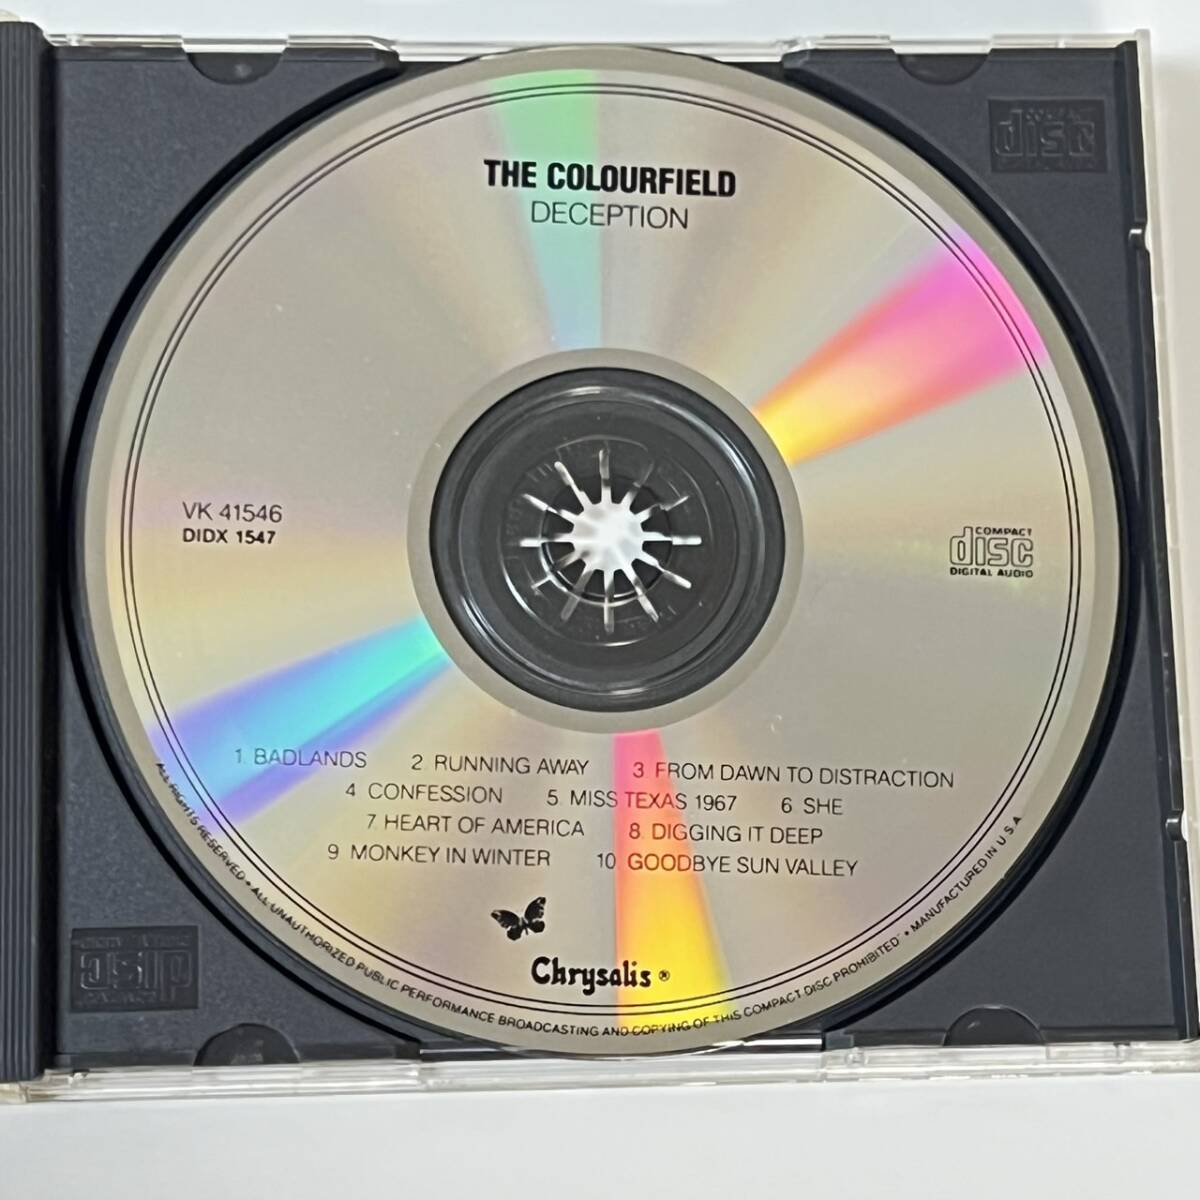 THE COLOURFIELD
DECEPTION
VK 41546
DIDX 1547
COMPACT
disc
DIGITAL AUDIO
1 BADLANDS 2 RUNNING AWAY 3 FROM DAWN TO DISTRACTION
4 CONFESSION 5 MISS TEXAS 1967 6 SHE
7 HEART OF AMERICA 8 DIGGING IT DEEP
9 MONKEY IN WINTER 10 GOODBYE SUN VALLEY
Chrysalis ®
ALL RIGHTS RESERVED • ALL UNAUTHORIZED PUBLIC PERFORMANCE BROADCASTING AND COPYING OF THIS COMPACT DISC PROHIBITED • MANUFACTURED IN U.S.A.
disc
disc